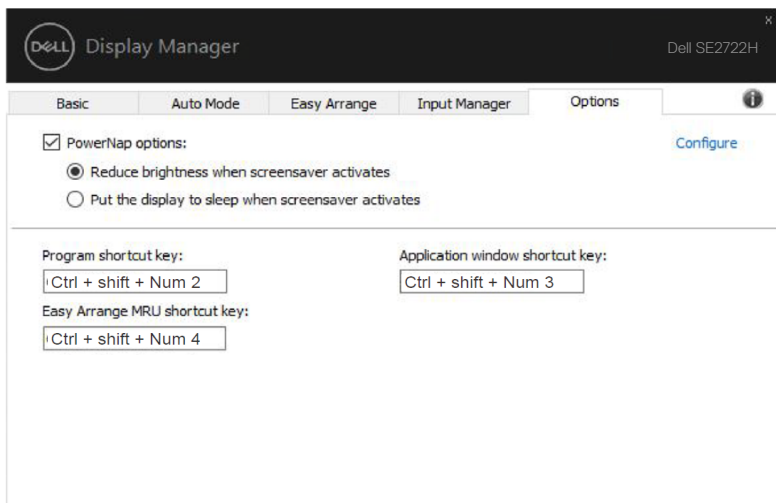 DELL Display Manager
Dell SE2722H
Basic Auto Mode Easy Arrange Input Manager Options
PowerNap options: Configure
Reduce brightness when screensaver activates
Put the display to sleep when screensaver activates
Program shortcut key: Application window shortcut key:
Ctrl + shift + Num 2 Ctrl + shift + Num 3
Easy Arrange MRU shortcut key:
Ctrl + shift + Num 4